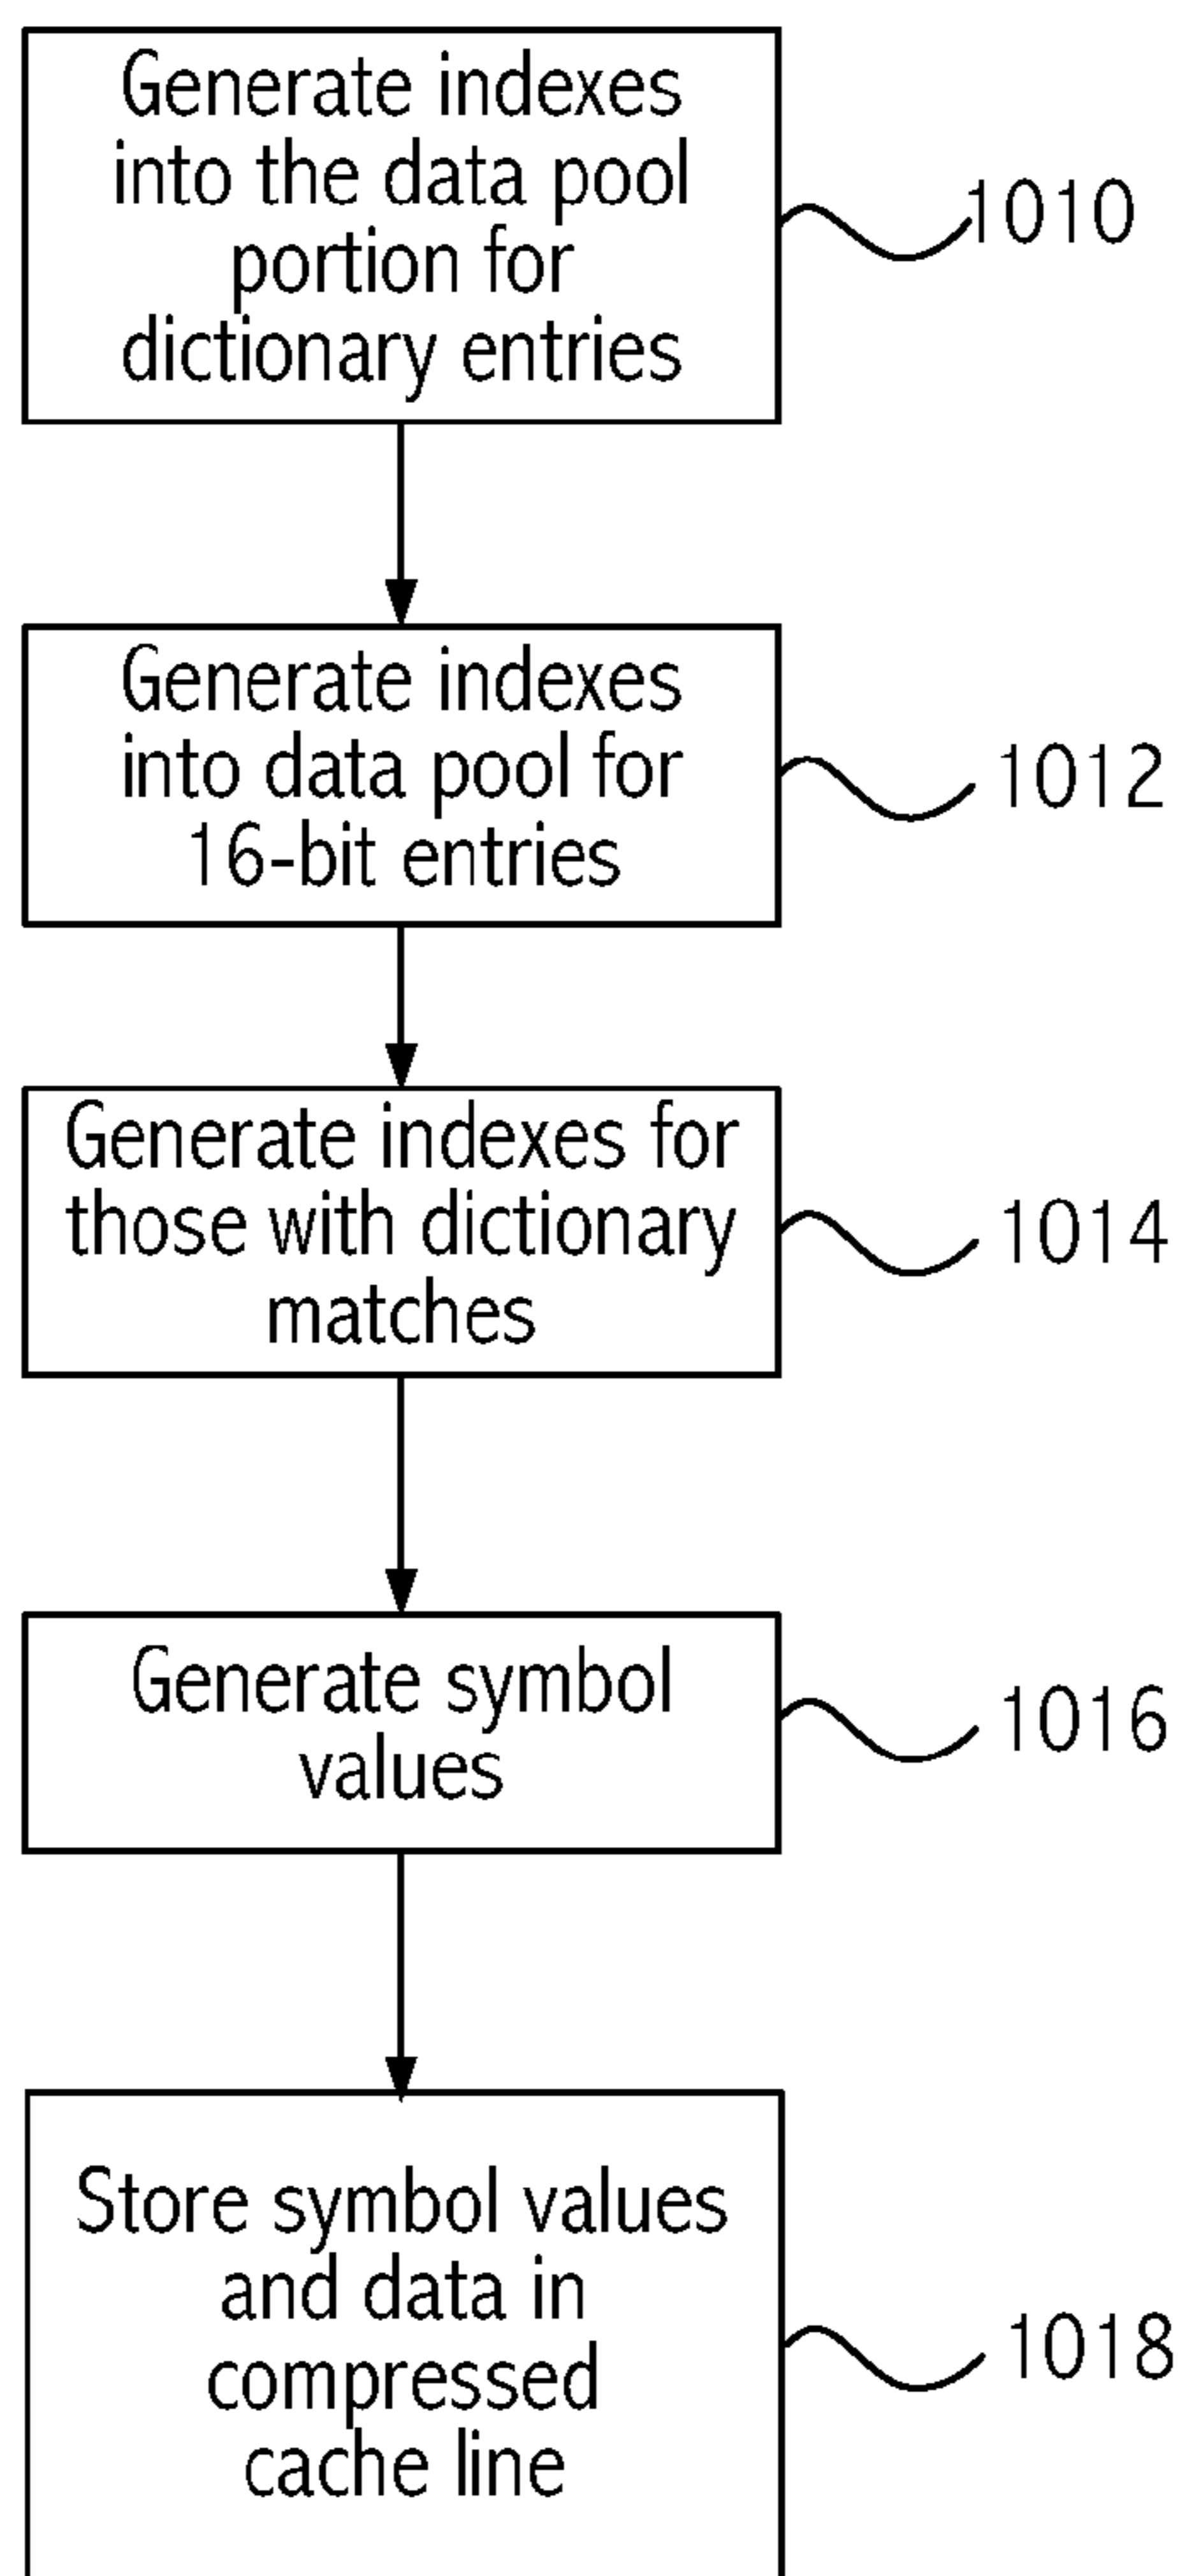 Generate indexes
into the data pool
portion for
dictionary entries
1010
Generate indexes
into data pool for
16-bit entries
1012
Generate indexes for
those with dictionary
matches
1014
Generate symbol
values
1016
Store symbol values
and data in
compressed
cache line
1018